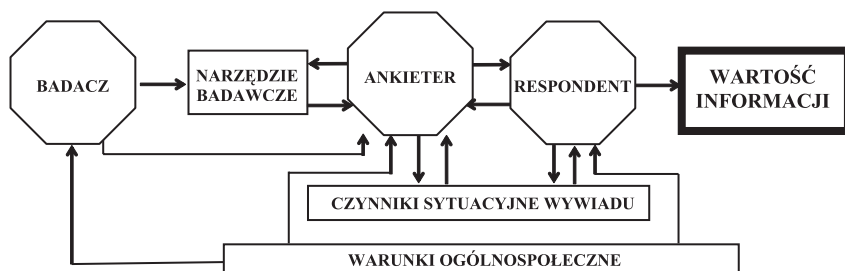 BADACZ
NARZĘDZIE
BADAWCZE
ANKIETER
RESPONDENT
WARTOŚĆ
INFORMACJI
CZYNNIKI SYTUACYJNE WYWIADU
WARUNKI OGÓLNOSPOŁECZNE